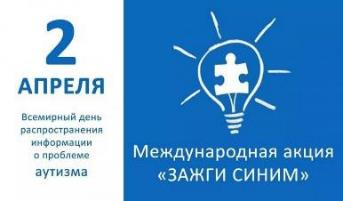 2
АПРЕЛЯ
Всемирный день
распространения
информации
о проблеме
аутизма
Международная акция
«ЗАЖГИ СИНИМ»